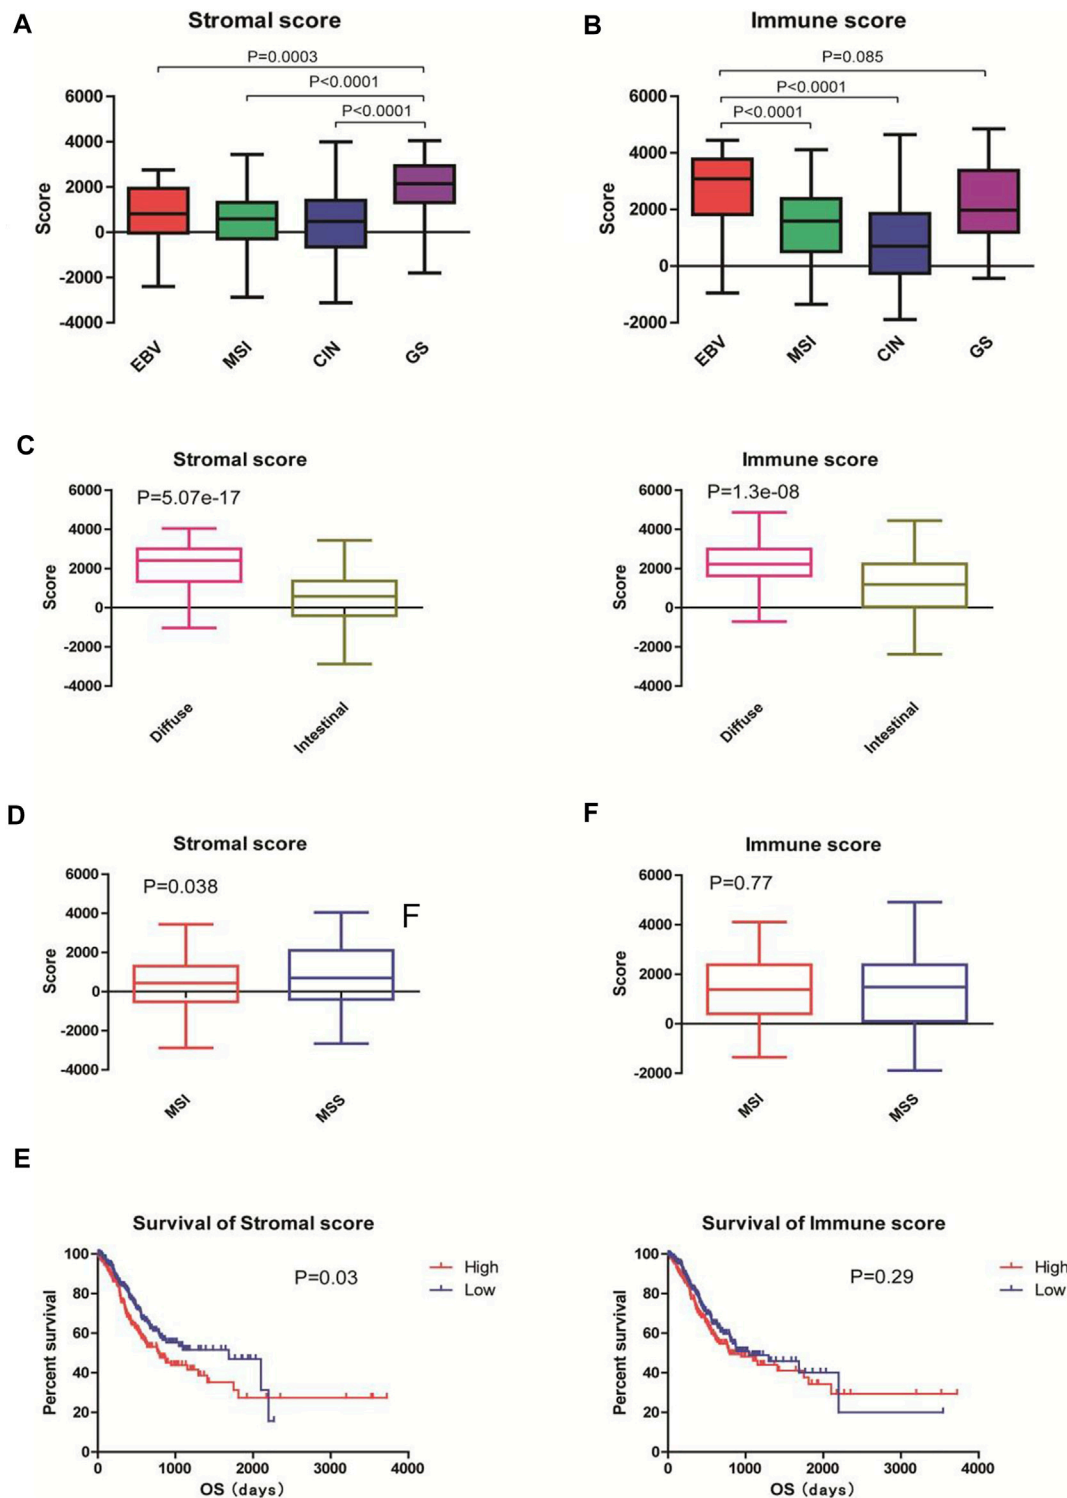 A
Stromal score
P=0.0003
P<0.0001
P<0.0001
6000
4000
2000
0
-2000
-4000
Score
EBV
MSI
CIN
GS
B
Immune score
P=0.085
P<0.0001
P<0.0001
6000
4000
2000
0
-2000
Score
EBV
MSI
CIN
GS
C
Stromal score
P=5.07e-17
6000
4000
2000
0
-2000
-4000
Score
Diffuse
Intestinal
Immune score
P=1.3e-08
6000
4000
2000
0
-2000
-4000
Score
Diffuse
Intestinal
D
Stromal score
P=0.038
F
6000
4000
2000
0
-2000
-4000
Score
MSI
MSS
F
Immune score
P=0.77
6000
4000
2000
0
-2000
Score
MSI
MSS
E
Survival of Stromal score
P=0.03
High
Low
100
80
60
40
20
0
Percent survival
0
1000
2000
3000
4000
OS (days)
Survival of Immune score
P=0.29
High
Low
100
80
60
40
20
0
Percent survival
0
1000
2000
3000
4000
OS (days)